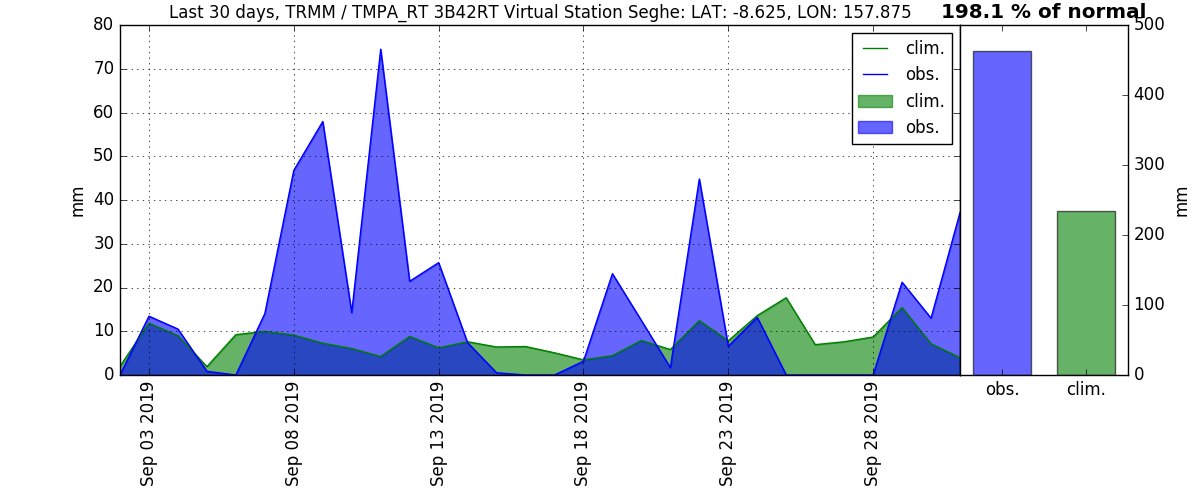 Last 30 days, TRMM / TMPA_RT 3B42RT Virtual Station Seghe: LAT: -8.625, LON: 157.875
198.1 % of normal
80
70
60
50
40
30
20
10
0
mm
clim.
obs.
clim.
obs.
Sep 03 2019
Sep 08 2019
Sep 13 2019
Sep 18 2019
Sep 23 2019
Sep 28 2019
500
400
300
200
100
0
mm
obs.
clim.